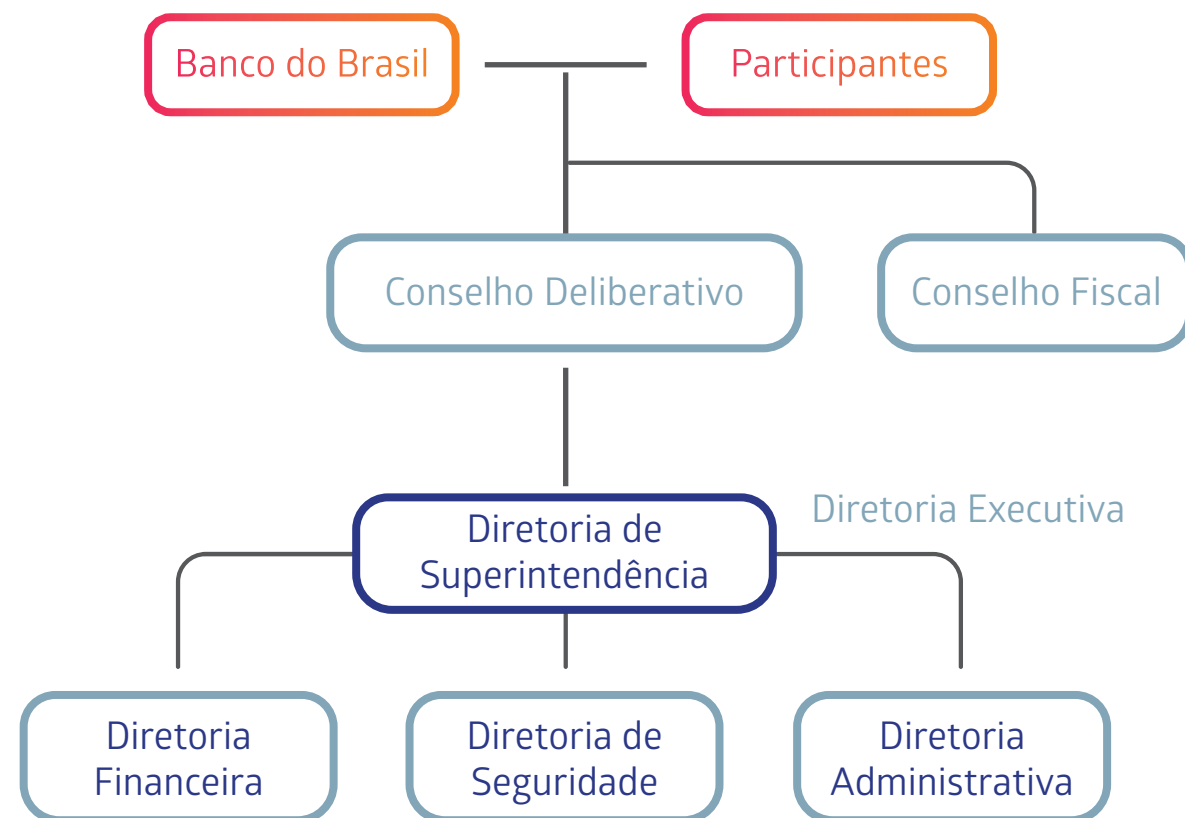 Banco do Brasil
Participantes
Conselho Deliberativo
Conselho Fiscal
Diretoria Executiva
Diretoria de
Superintendência
Diretoria
Financeira
Diretoria de
Seguridade
Diretoria
Administrativa